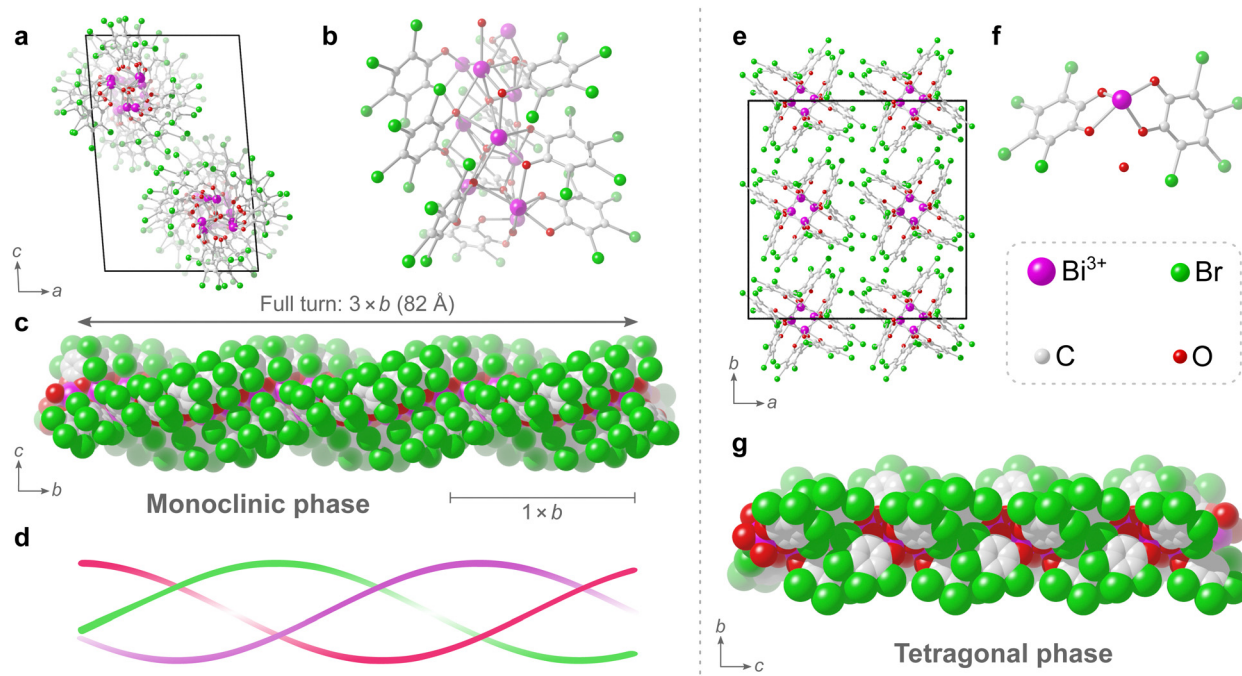 a
b
c
a
Full turn: 3 × b (82 Å)
c
c
b
Monoclinic phase
1 × b
d
e
b
a
f
Bi³⁺
Br
C
O
g
b
c
Tetragonal phase